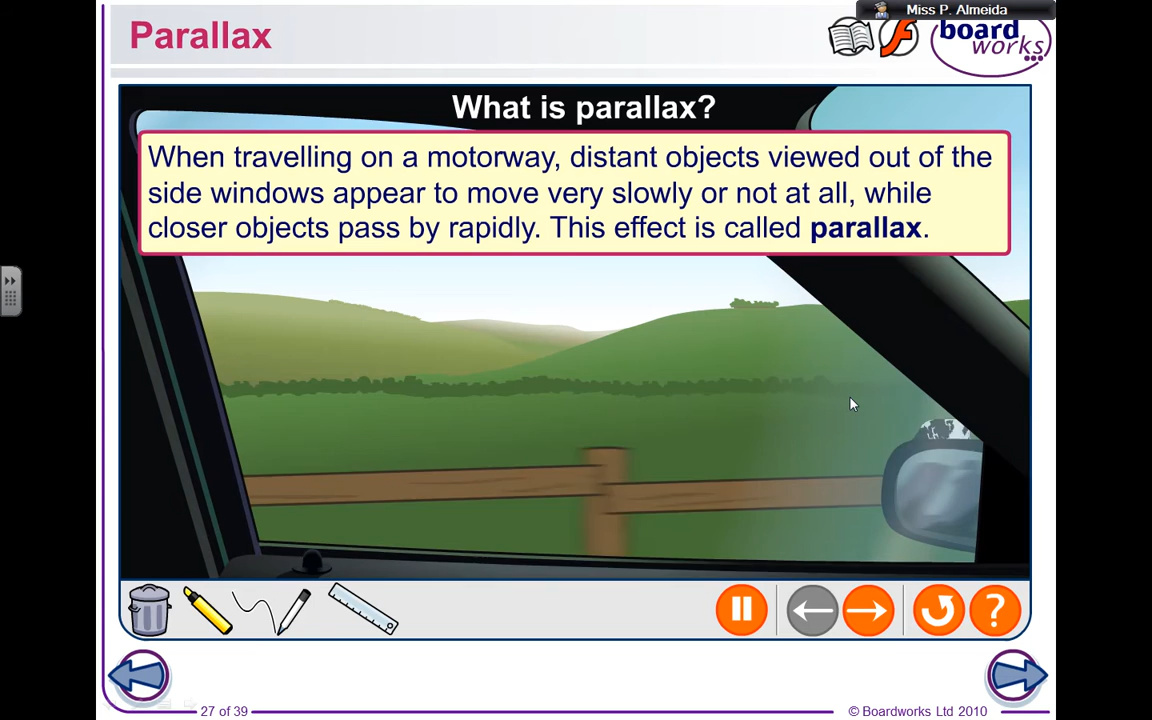 Miss P. Almeida
Parallax
board
works
What is parallax?
When travelling on a motorway, distant objects viewed out of the
side windows appear to move very slowly or not at all, while
closer objects pass by rapidly. This effect is called parallax.
?
27 of 39
© Boardworks Ltd 2010